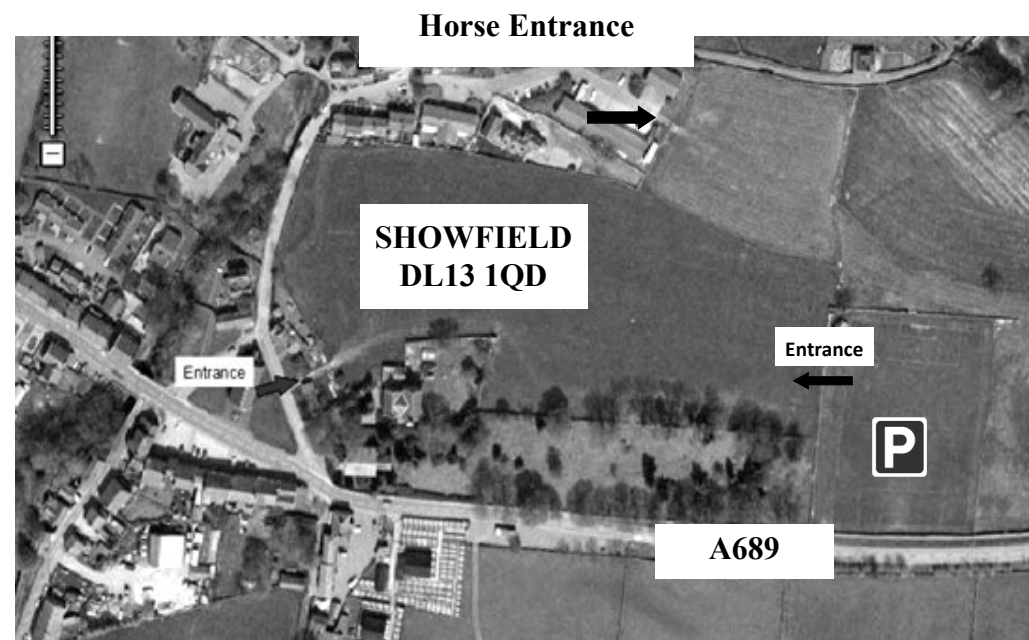 Horse Entrance
SHOWFIELD
DL13 1QD
Entrance
Entrance
P
A689